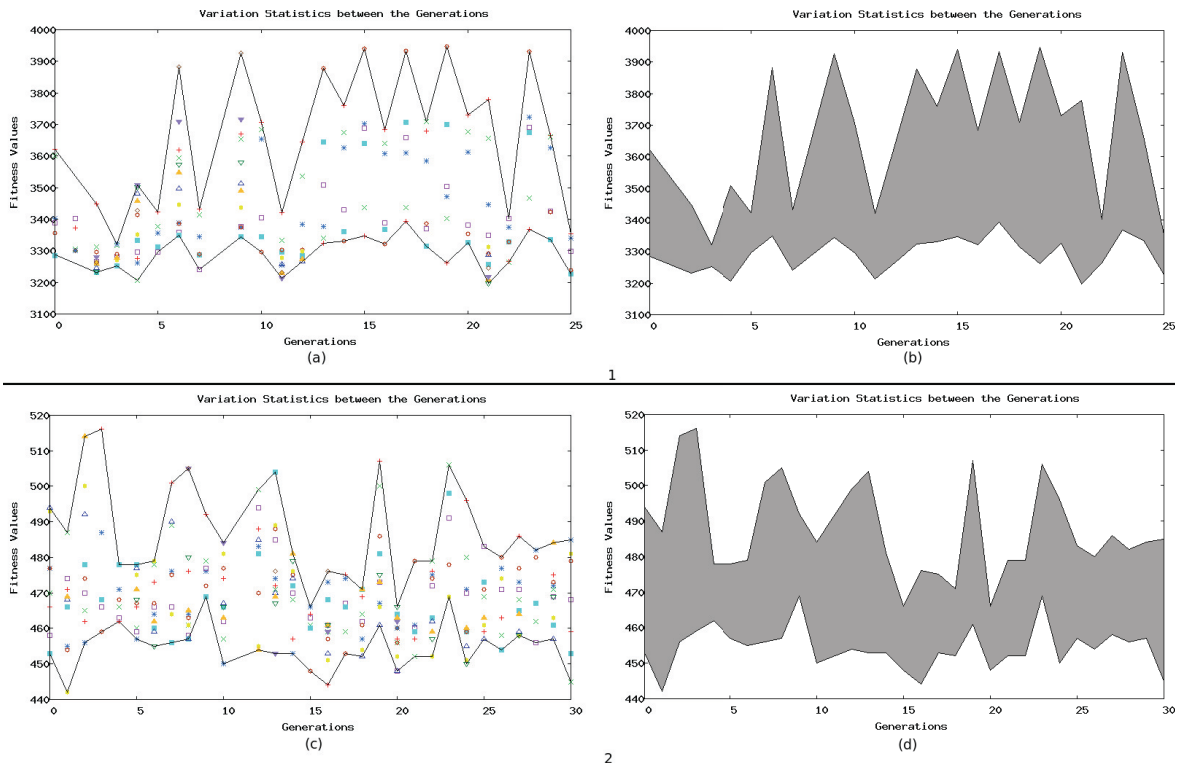 Variation Statistics between the Generations
4000
3900
3800
3700
3600
3500
3400
3300
3200
3100
Fitness Values
0 5 10 15 20 25
Generations
(a)
Variation Statistics between the Generations
4000
3900
3800
3700
3600
3500
3400
3300
3200
3100
Fitness Values
0 5 10 15 20 25
Generations
(b)
1
Variation Statistics between the Generations
520
510
500
490
480
470
460
450
440
Fitness Values
0 5 10 15 20 25 30
Generations
(c)
Variation Statistics between the Generations
520
510
500
490
480
470
460
450
440
Fitness Values
0 5 10 15 20 25 30
Generations
(d)
2